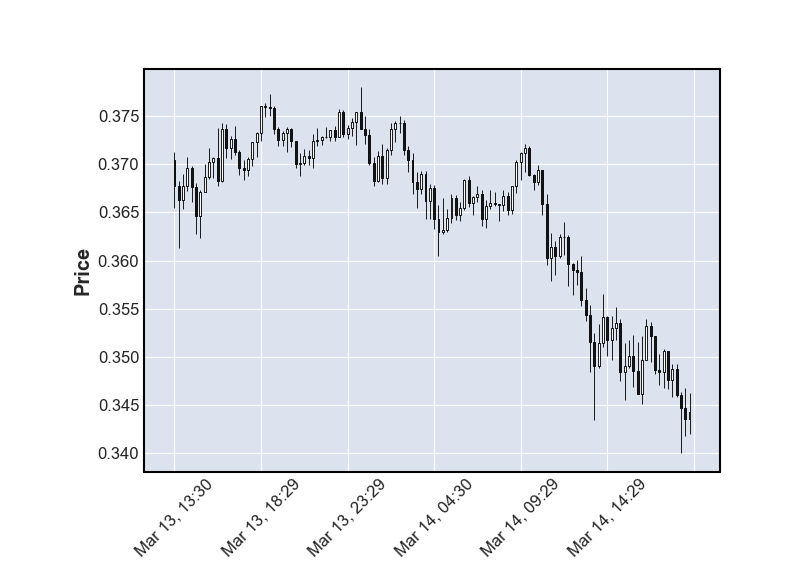 0.375
0.370
0.365
0.360
0.355
0.350
0.345
0.340
Price
Mar 13, 13:30
Mar 13, 18:29
Mar 13, 23:29
Mar 14, 04:30
Mar 14, 09:29
Mar 14, 14:29